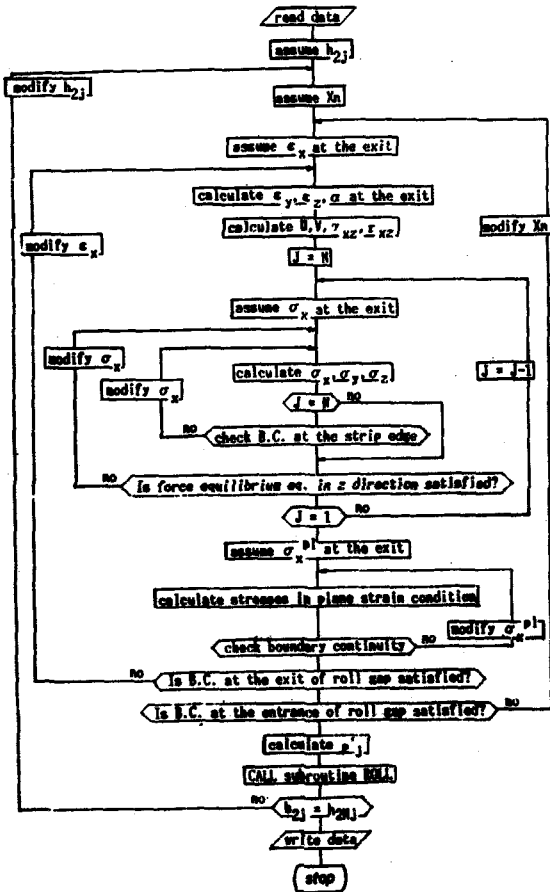 read data
assume h2j
modify h2j
assume Xn
assume εx at the exit
calculate εy, εz, α at the exit
calculate U,V, γxz, τxz
modify Xn
modify εx
J = N
assume σx at the exit
modify σx
calculate σx, σy, σz
J = J-1
modify σx
J = N
no
no
check B.C. at the strip edge
no
Is force equilibrium eq. in z direction satisfied?
J = 1
no
assume σx pl at the exit
calculate stresses in plane strain condition
modify σx pl
check boundary continuity
no
no
Is B.C. at the exit of roll gap satisfied?
Is B.C. at the entrance of roll gap satisfied?
no
calculate p'j
CALL subroutine ROLL
no
h2j = h2Nj
write data
stop